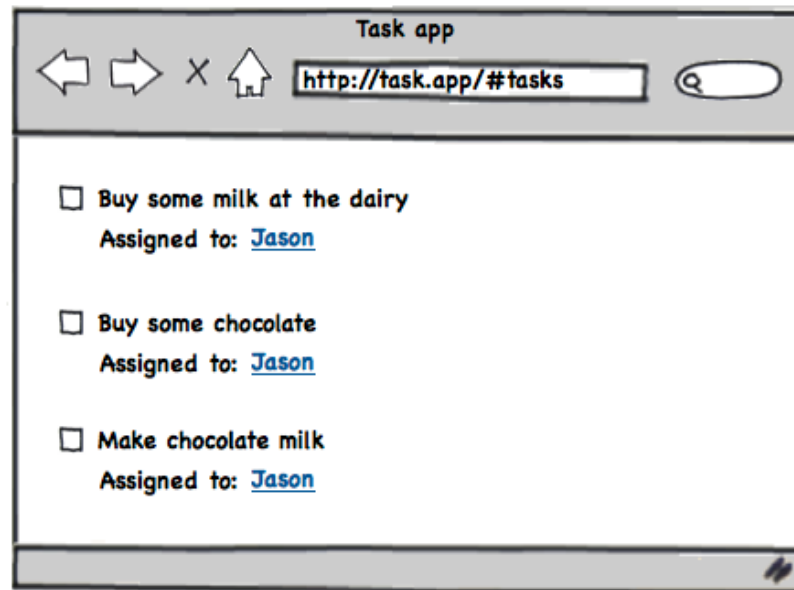 Task app
http://task.app/#tasks
Buy some milk at the dairy
Assigned to: Jason
Buy some chocolate
Assigned to: Jason
Make chocolate milk
Assigned to: Jason